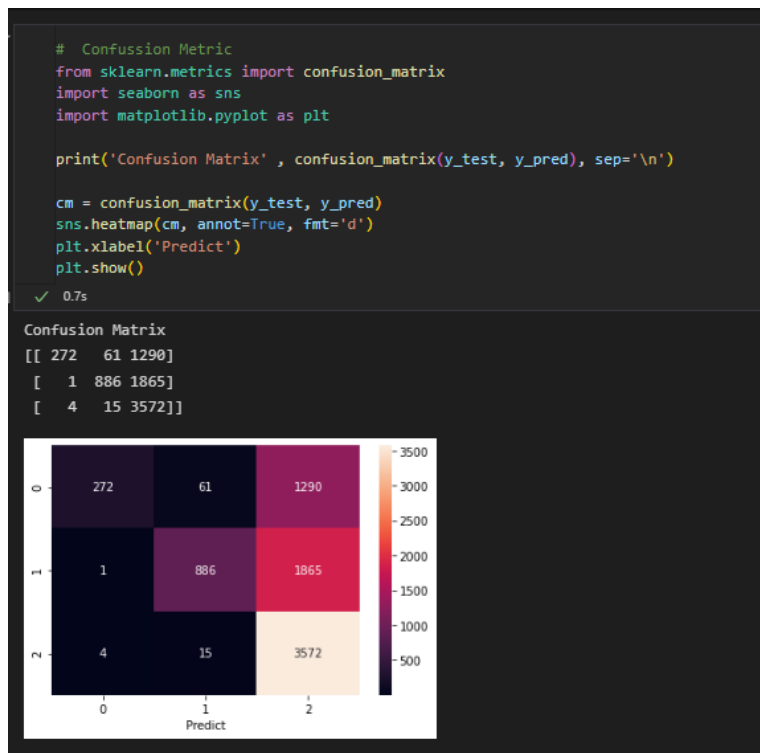 #  Confussion Metric
from sklearn.metrics import confusion_matrix
import seaborn as sns
import matplotlib.pyplot as plt
print('Confusion Matrix' , confusion_matrix(y_test, y_pred), sep='\n')
cm = confusion_matrix(y_test, y_pred)
sns.heatmap(cm, annot=True, fmt='d')
plt.xlabel('Predict')
plt.show()
✓ 0.7s
Confusion Matrix
[[ 272   61 1290]
 [   1  886 1865]
 [   4   15 3572]]
0 272 61 1290
1 1 886 1865
2 4 15 3572
0 1 2
Predict
3500
3000
2500
2000
1500
1000
500